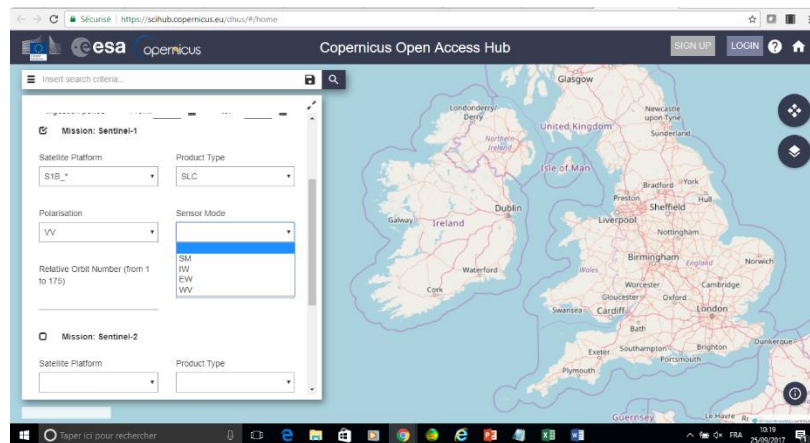 Sécurisé | https://scihub.copernicus.eu/dhus/#/home
esa opernicus
Copernicus Open Access Hub
SIGN UP
LOGIN
Insert search criteria...
Mission: Sentinel-1
Satellite Platform
Product Type
S1B_*
SLC
Polarisation
Sensor Mode
VV
SM
IW
EW
WV
Relative Orbit Number (from 1
to 175)
Mission: Sentinel-2
Satellite Platform
Product Type
Glasgow
Londonderry/
Derry
Northern
Ireland
United Kingdom
Newcastle
upon Tyne
Sunderland
Isle of Man
Dublin
Galway
Ireland
Waterford
Cork
Bradford
York
Preston
Hull
Liverpool
Sheffield
Nottingham
Birmingham
England
Norwich
Wales
Worcester
Cambridge
Gloucester
Oxford
Swansea
Cardiff
London
Bath
Exeter
Southampton
Brighton
Portsmouth
Dunkerque
Plymouth
Guernsey
Le Havre
Taper ici pour rechercher
FRA
10:19
25/09/2017